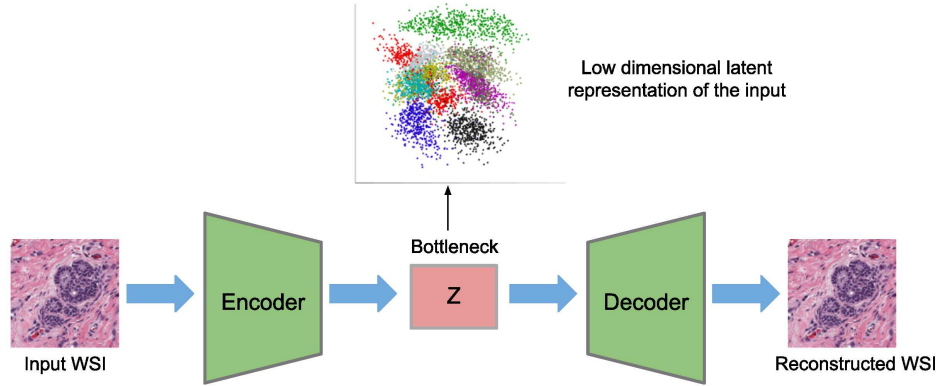 Low dimensional latent
representation of the input
Bottleneck
Encoder
Z
Decoder
Input WSI
Reconstructed WSI